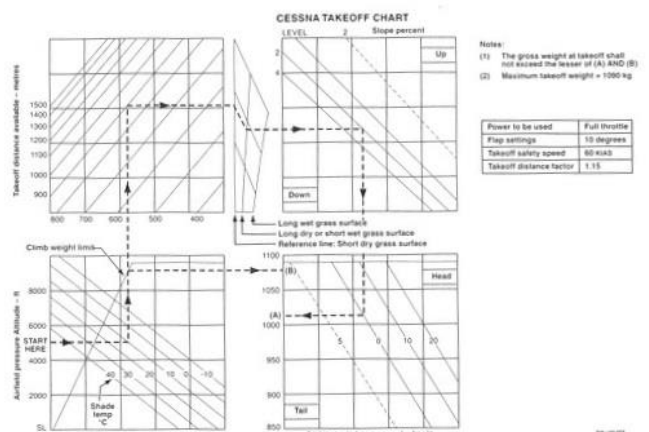 CESSNA TAKEOFF CHART
LEVEL 2 Slope percent
2
4
Up
Down
Takeoff distance available - metres
1500
1400
1300
1200
1100
1000
900
800 600 500 400
Long wet grass surface
Long dry or short wet grass surface
Reference line: Short dry grass surface
Notes:
(1) The gross weight at takeoff shall
not exceed the lesser of (A) AND (B)
(2) Maximum takeoff weight = 1090 kg
Power to be used Full throttle
Flap settings 10 degrees
Takeoff safety speed 60 KIAS
Takeoff distance factor 1.15
Climb weight limit
Airfield pressure Altitude - ft
8000
6000
START
HERE
4000
2000
SL
40 30 20 10 0 -10
Shade
temp
°C
1100
(B)
1050
(A)
1000
950
900
850
Head
5 0 10 20
Tail